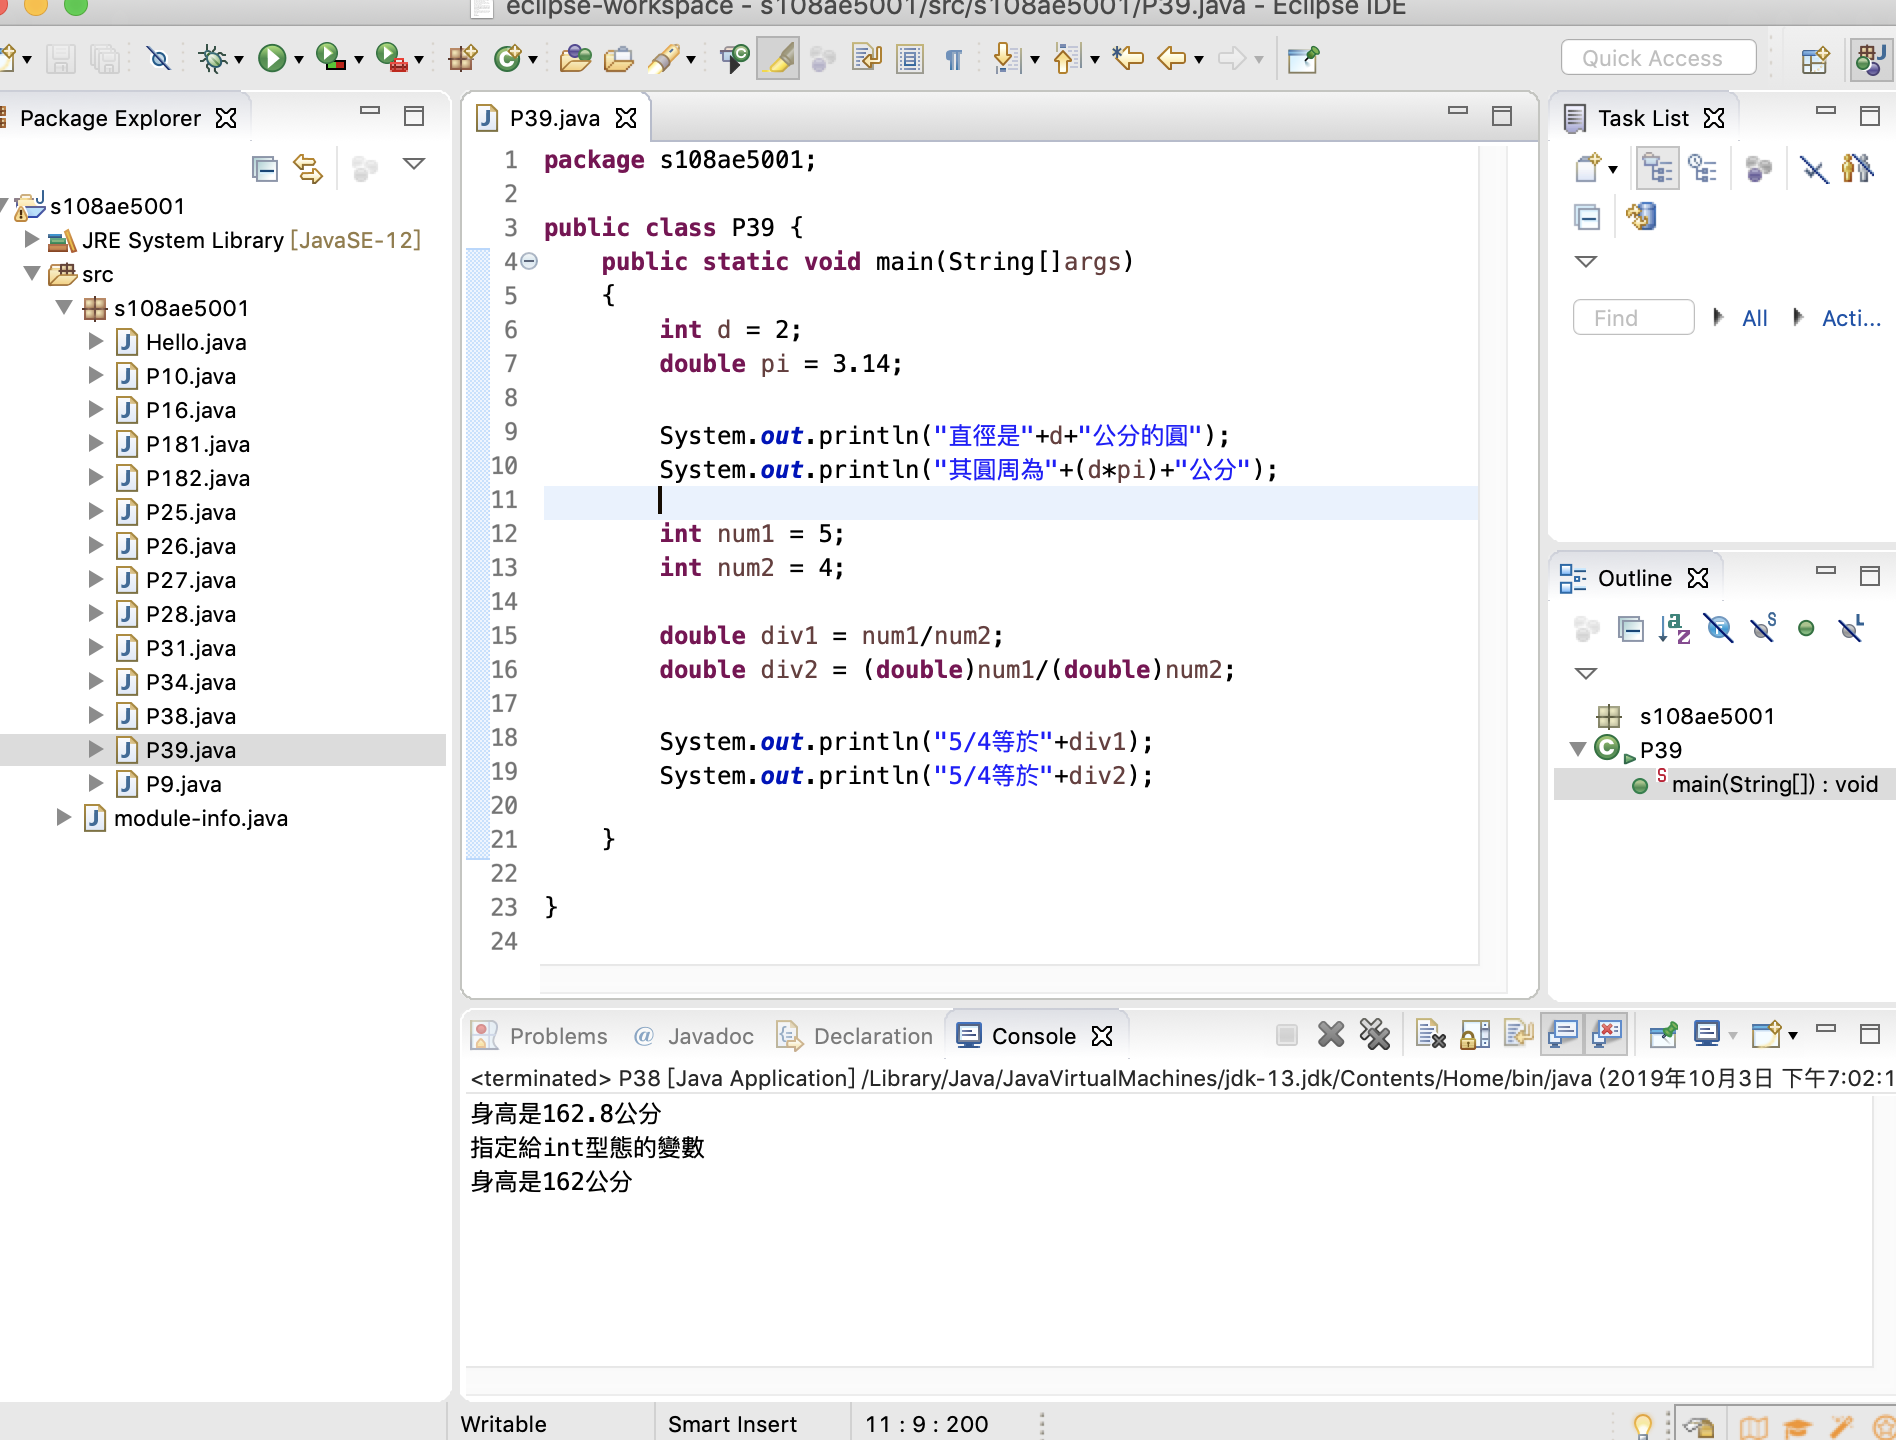 eclipse-workspace - s108ae5001/src/s108ae5001/P39.java - Eclipse IDE
Quick Access
Package Explorer
s108ae5001
JRE System Library [JavaSE-12]
src
s108ae5001
Hello.java
P10.java
P16.java
P181.java
P182.java
P25.java
P26.java
P27.java
P28.java
P31.java
P34.java
P38.java
P39.java
P9.java
module-info.java
P39.java
1 package s108ae5001;
2
3 public class P39 {
4 public static void main(String[]args)
5 {
6 int d = 2;
7 double pi = 3.14;
8
9 System.out.println("直徑是"+d+"公分的圓");
10 System.out.println("其圓周為"+(d*pi)+"公分");
11
12 int num1 = 5;
13 int num2 = 4;
14
15 double div1 = num1/num2;
16 double div2 = (double)num1/(double)num2;
17
18 System.out.println("5/4等於"+div1);
19 System.out.println("5/4等於"+div2);
20
21 }
22
23 }
24
Task List
Find All Acti...
Outline
s108ae5001
P39
main(String[]) : void
Problems @ Javadoc Declaration Console
<terminated> P38 [Java Application] /Library/Java/JavaVirtualMachines/jdk-13.jdk/Contents/Home/bin/java (2019年10月3日 下午7:02:1
身高是162.8公分
指定給int型態的變數
身高是162公分
Writable Smart Insert 11 : 9 : 200